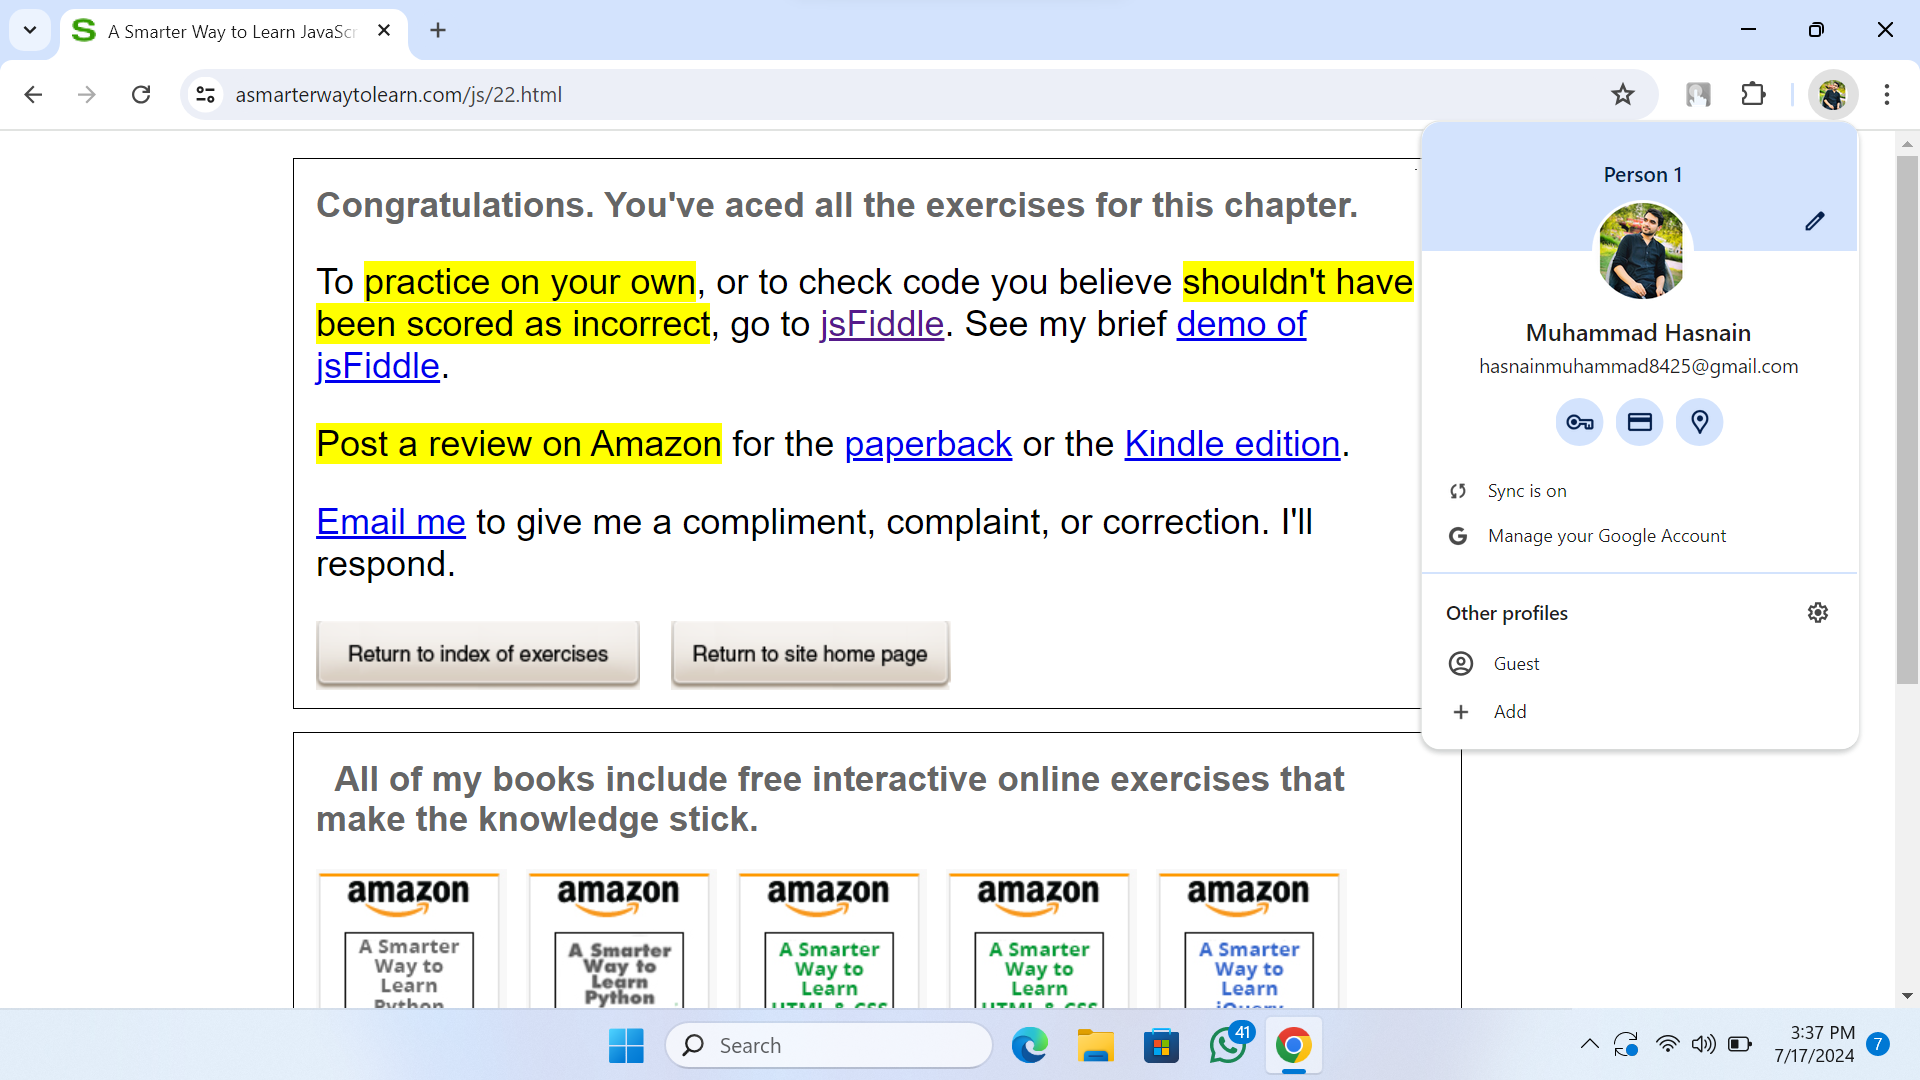 A Smarter Way to Learn JavaScr
asmarterwaytolearn.com/js/22.html
Congratulations. You've aced all the exercises for this chapter.
To practice on your own, or to check code you believe shouldn't have
been scored as incorrect, go to jsFiddle. See my brief demo of
jsFiddle.
Post a review on Amazon for the paperback or the Kindle edition.
Email me to give me a compliment, complaint, or correction. I'll
respond.
Return to index of exercises
Return to site home page
Person 1
Muhammad Hasnain
hasnainmuhammad8425@gmail.com
Sync is on
Manage your Google Account
Other profiles
Guest
Add
All of my books include free interactive online exercises that
make the knowledge stick.
amazon
A Smarter
Way to
Learn
Python
amazon
A Smarter
Way to
Learn
Python
amazon
A Smarter
Way to
Learn
HTML & CSS
amazon
A Smarter
Way to
Learn
HTML & CSS
amazon
A Smarter
Way to
Learn
jQuery
Search
41
3:37 PM
7/17/2024
7